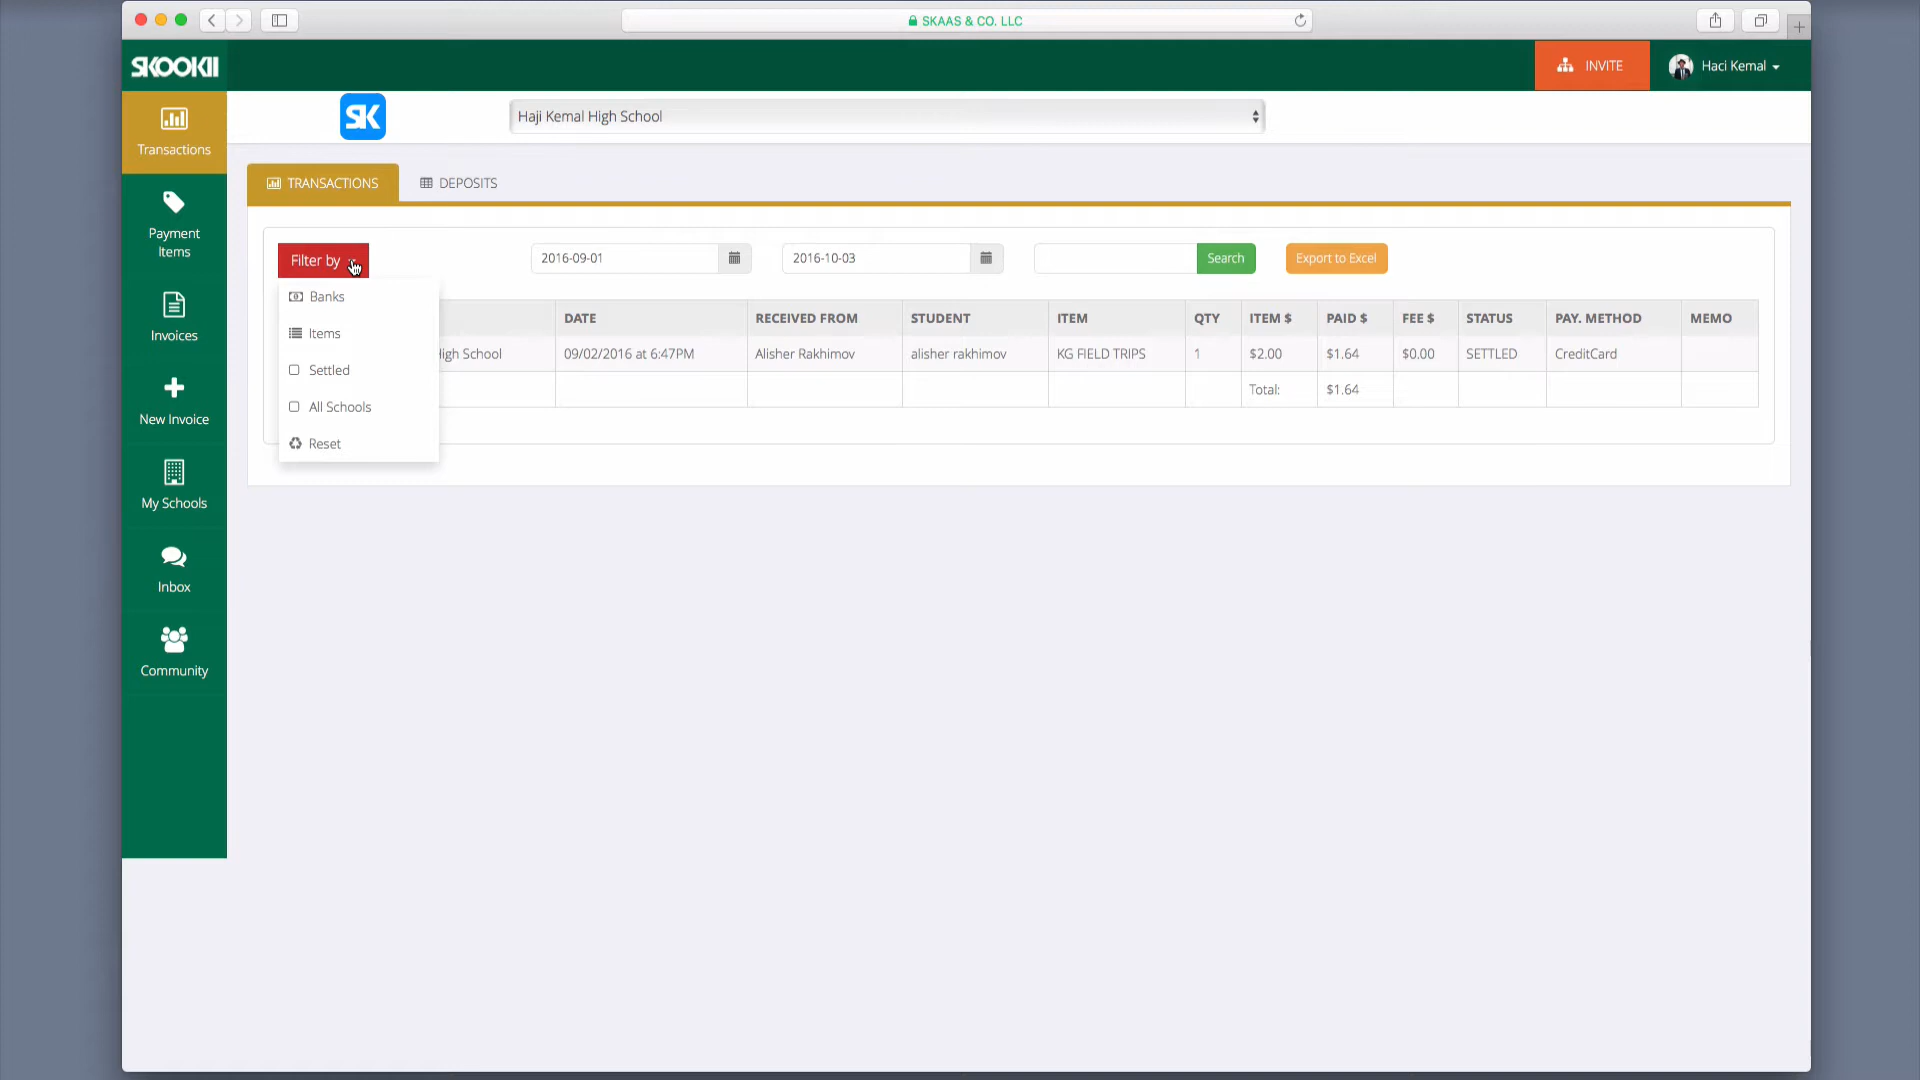 SKAAS & CO. LLC
SKOOKII
INVITE
Haci Kemal
Transactions
Payment
Items
Invoices
New Invoice
My Schools
Inbox
Community
SK
Haji Kemal High School
TRANSACTIONS
DEPOSITS
Filter by
2016-09-01
2016-10-03
Search
Export to Excel
Banks
Items
Settled
All Schools
Reset
DATE RECEIVED FROM STUDENT ITEM QTY ITEM $ PAID $ FEE $ STATUS PAY. METHOD MEMO
High School 09/02/2016 at 6:47PM Alisher Rakhimov alisher rakhimov KG FIELD TRIPS 1 $2.00 $1.64 $0.00 SETTLED CreditCard
Total: $1.64